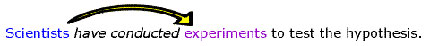 Scientists have conducted experiments to test the hypothesis.